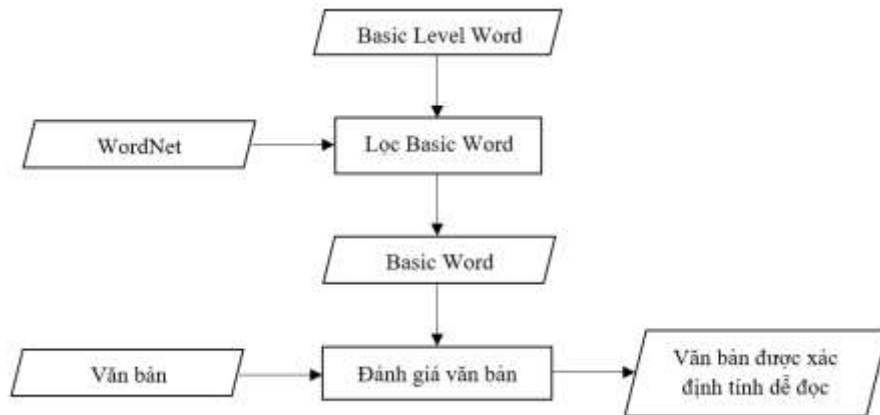 Basic Level Word
WordNet
Lọc Basic Word
Basic Word
Văn bản
Đánh giá văn bản
Văn bản được xác
định tính dễ đọc